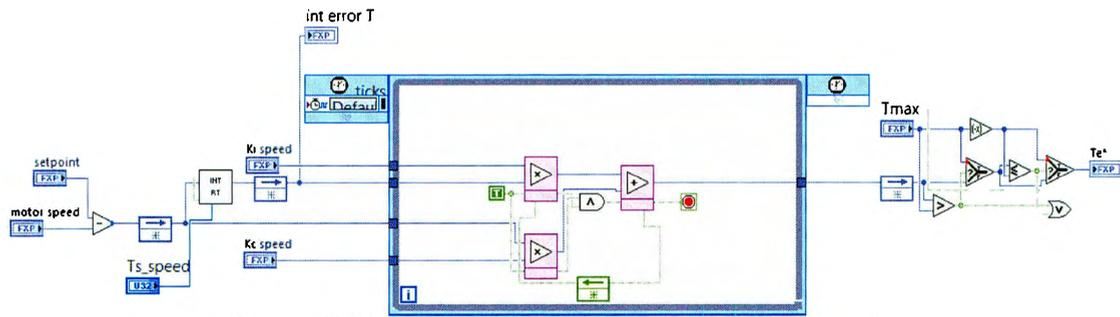 int error T
FXP
ticks
Defau
Tmax
FXP
Te*
FXP
setpoint
FXP
motor speed
FXP
INT
RT
Ki speed
FXP
T
Kc speed
FXP
Ts_speed
U32
i